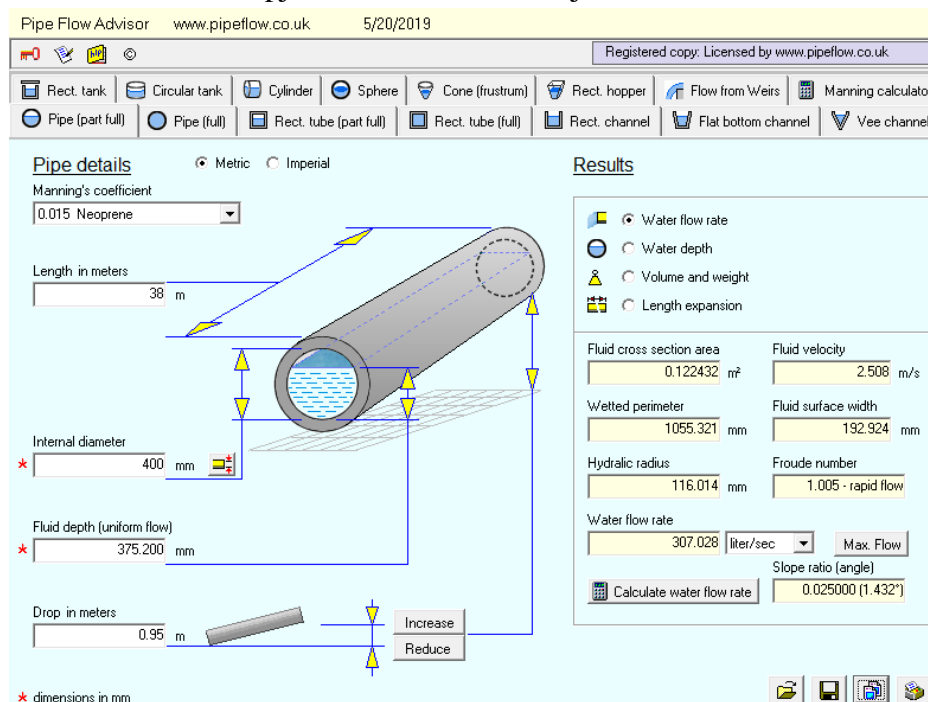 Pipe Flow Advisor www.pipeflow.co.uk 5/20/2019
Registered copy: Licensed by www.pipeflow.co.uk
Rect. tank Circular tank Cylinder Sphere Cone (frustrum) Rect. hopper Flow from Weirs Manning calculato
Pipe (part full) Pipe (full) Rect. tube (part full) Rect. tube (full) Rect. channel Flat bottom channel Vee channel
Pipe details Metric Imperial Results
Manning's coefficient
0.015 Neoprene
Water flow rate
Water depth
Length in meters
38 m
Volume and weight
Length expansion
Fluid cross section area Fluid velocity
0.122432 m² 2.508 m/s
Wetted perimeter Fluid surface width
1055.321 mm 192.924 mm
Internal diameter
* 400 mm
Hydralic radius Froude number
116.014 mm 1.005 - rapid flow
Fluid depth (uniform flow)
* 375.200 mm
Water flow rate
307.028 liter/sec Max. Flow
Slope ratio (angle)
Calculate water flow rate 0.025000 (1.432°)
Drop in meters
0.95 m
Increase
Reduce
* dimensions in mm